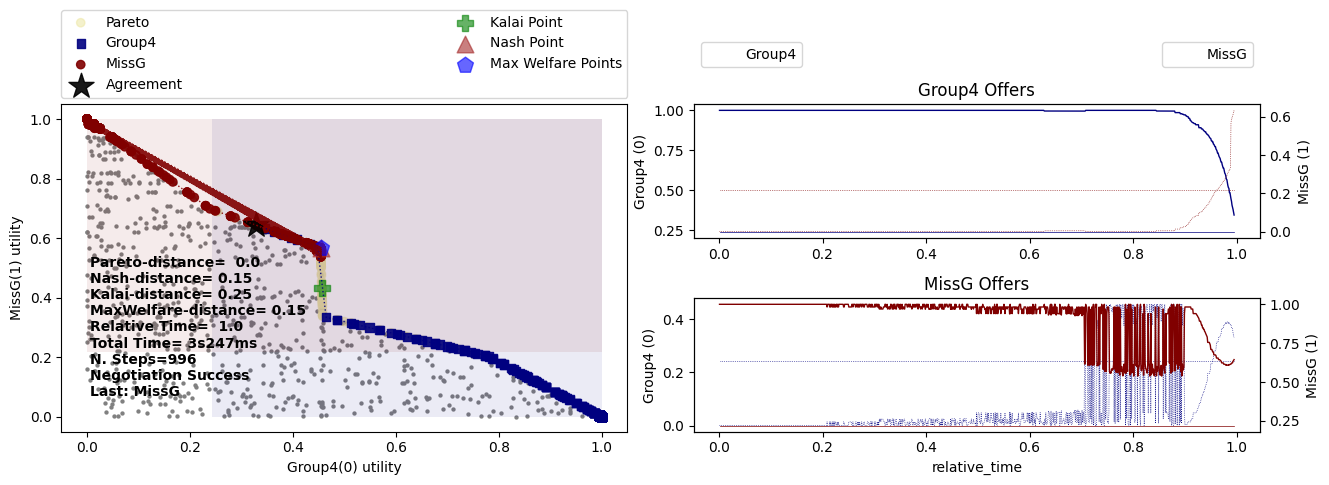 Pareto
Group4
MissG
Agreement
Kalai Point
Nash Point
Max Welfare Points
1.0
0.8
0.6
0.4
0.2
0.0
MissG(1) utility
Pareto-distance= 0.0
Nash-distance= 0.15
Kalai-distance= 0.25
MaxWelfare-distance= 0.15
Relative Time= 1.0
Total Time= 3s247ms
N. Steps=996
Negotiation Success
Last: MissG
0.0 0.2 0.4 0.6 0.8 1.0
Group4(0) utility
Group4
MissG
Group4 Offers
1.00
0.75
0.50
0.25
Group4 (0)
0.6
0.4
0.2
0.0
MissG (1)
0.0 0.2 0.4 0.6 0.8 1.0
MissG Offers
0.4
0.2
0.0
Group4 (0)
1.00
0.75
0.50
0.25
MissG (1)
0.0 0.2 0.4 0.6 0.8 1.0
relative_time